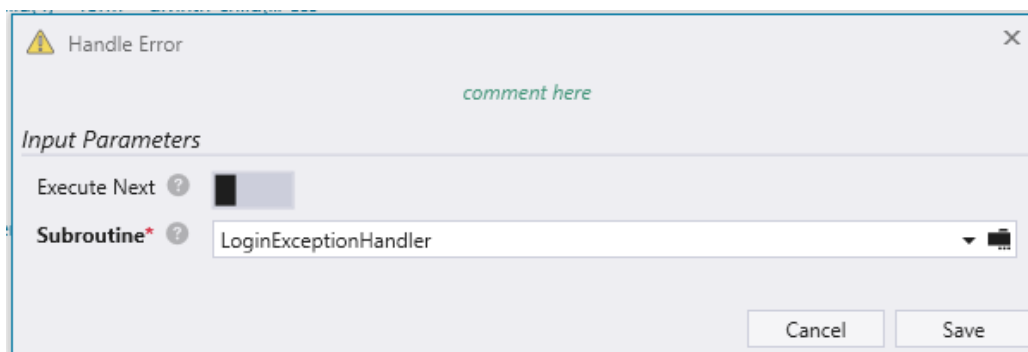 Handle Error
comment here
Input Parameters
Execute Next ?
Subroutine* ?
LoginExceptionHandler
Cancel
Save